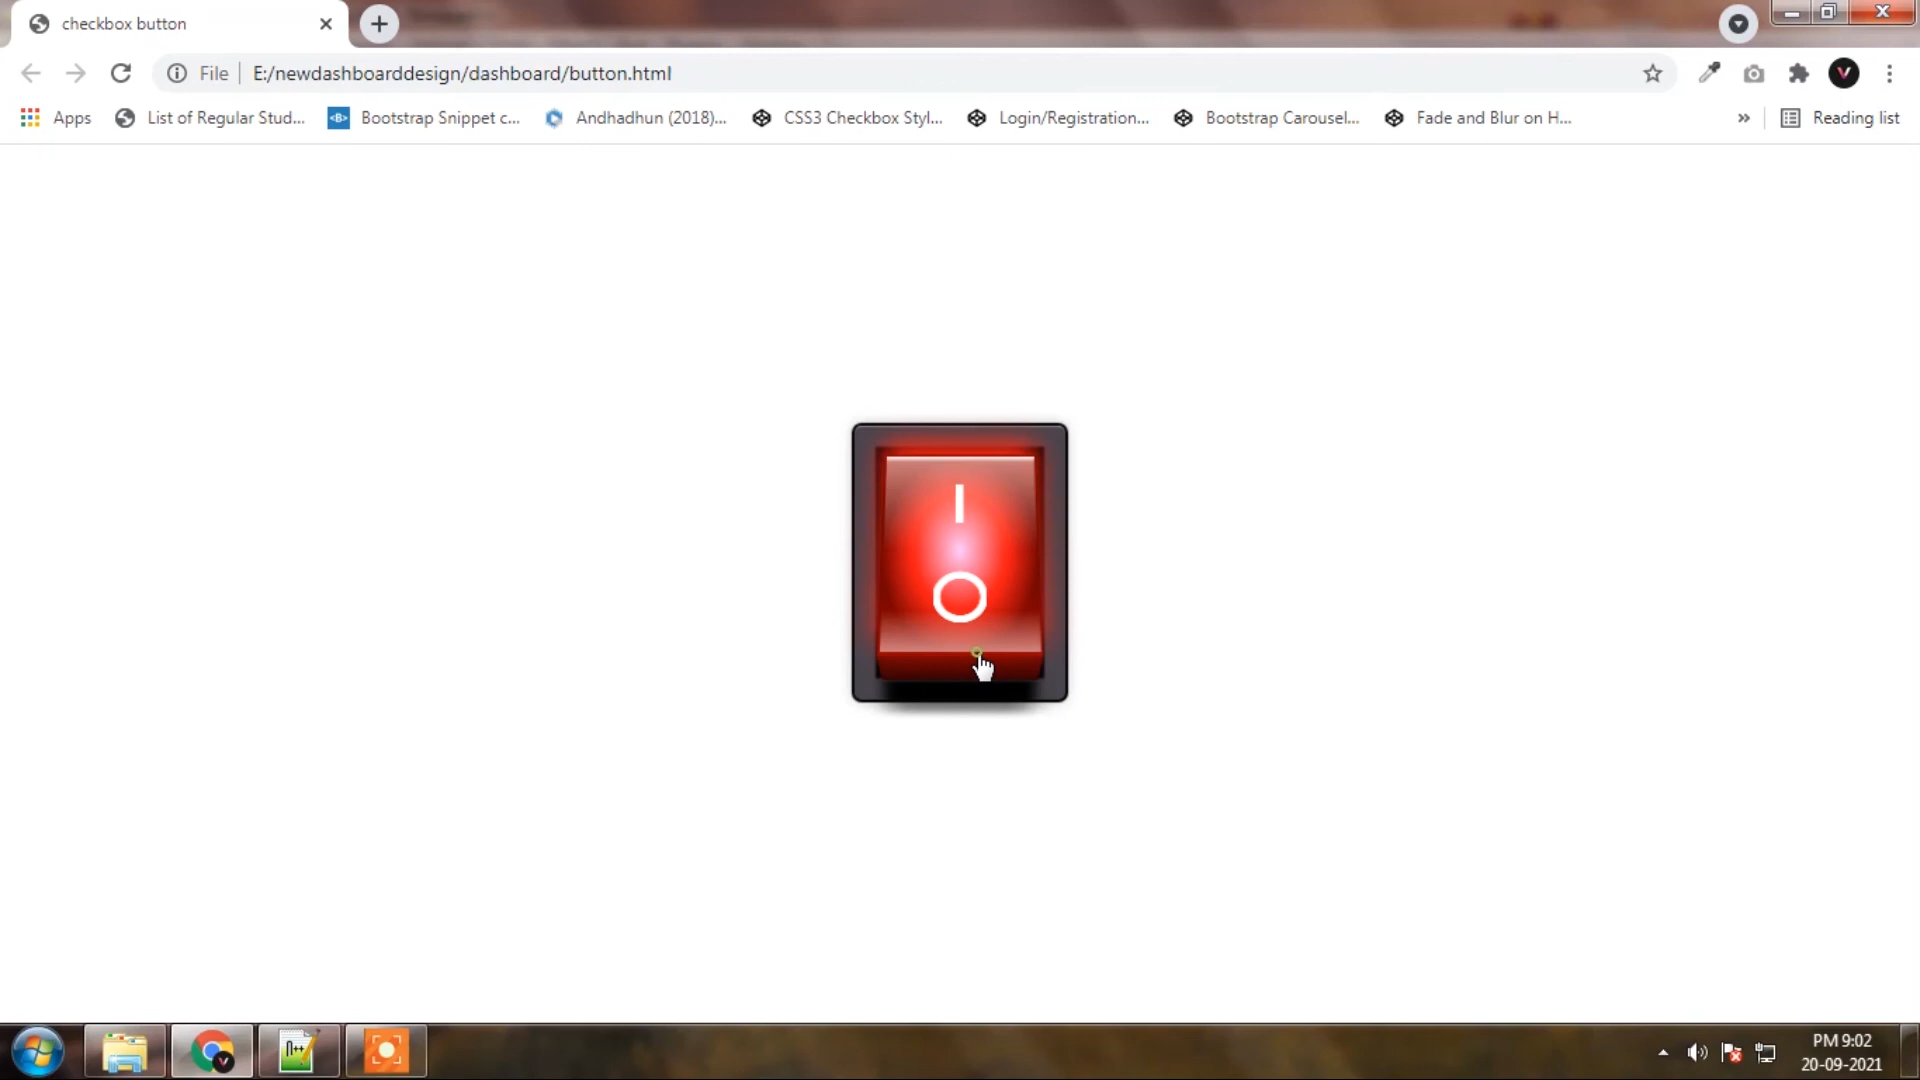 checkbox button
File
E:/newdashboarddesign/dashboard/button.html
Apps
List of Regular Stud...
Bootstrap Snippet c...
Andhadhun (2018)...
CSS3 Checkbox Styl...
Login/Registration...
Bootstrap Carousel...
Fade and Blur on H...
»
Reading list
I
O
PM 9:02
20-09-2021